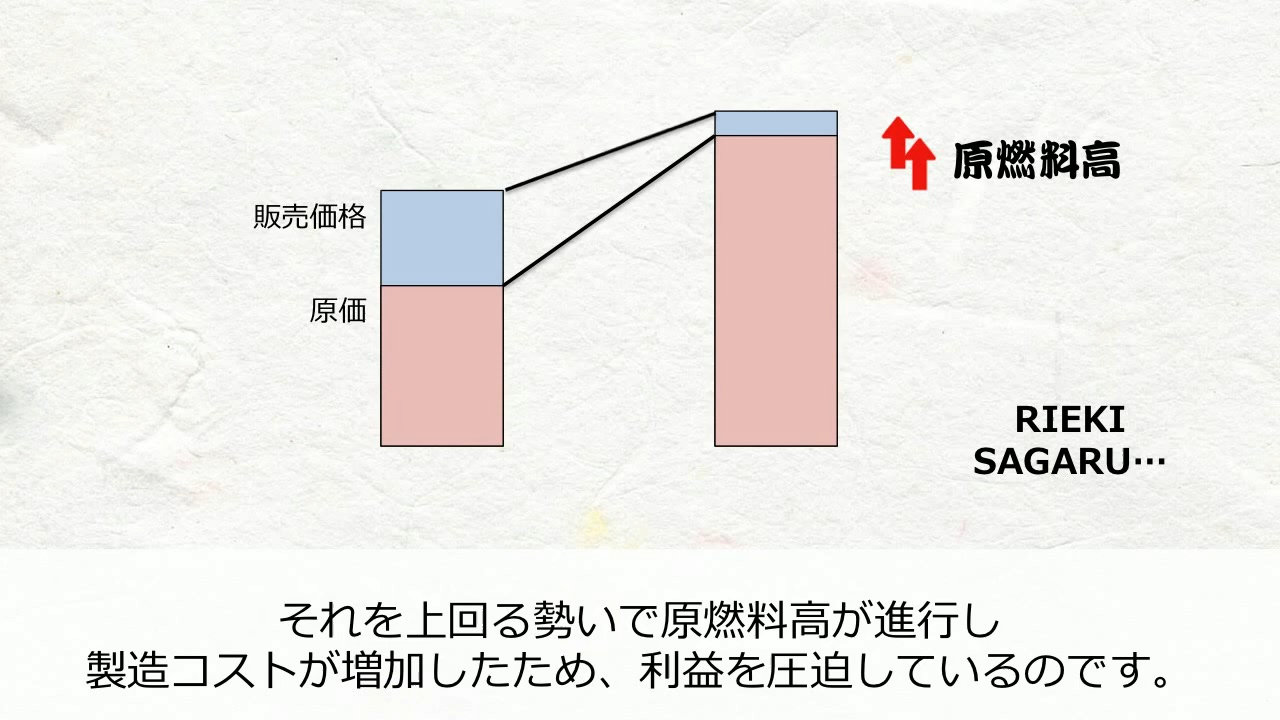 販売価格
原価
原燃料高
RIEKI
SAGARU…
それを上回る勢いで原燃料高が進行し
製造コストが増加したため、利益を圧迫しているのです。